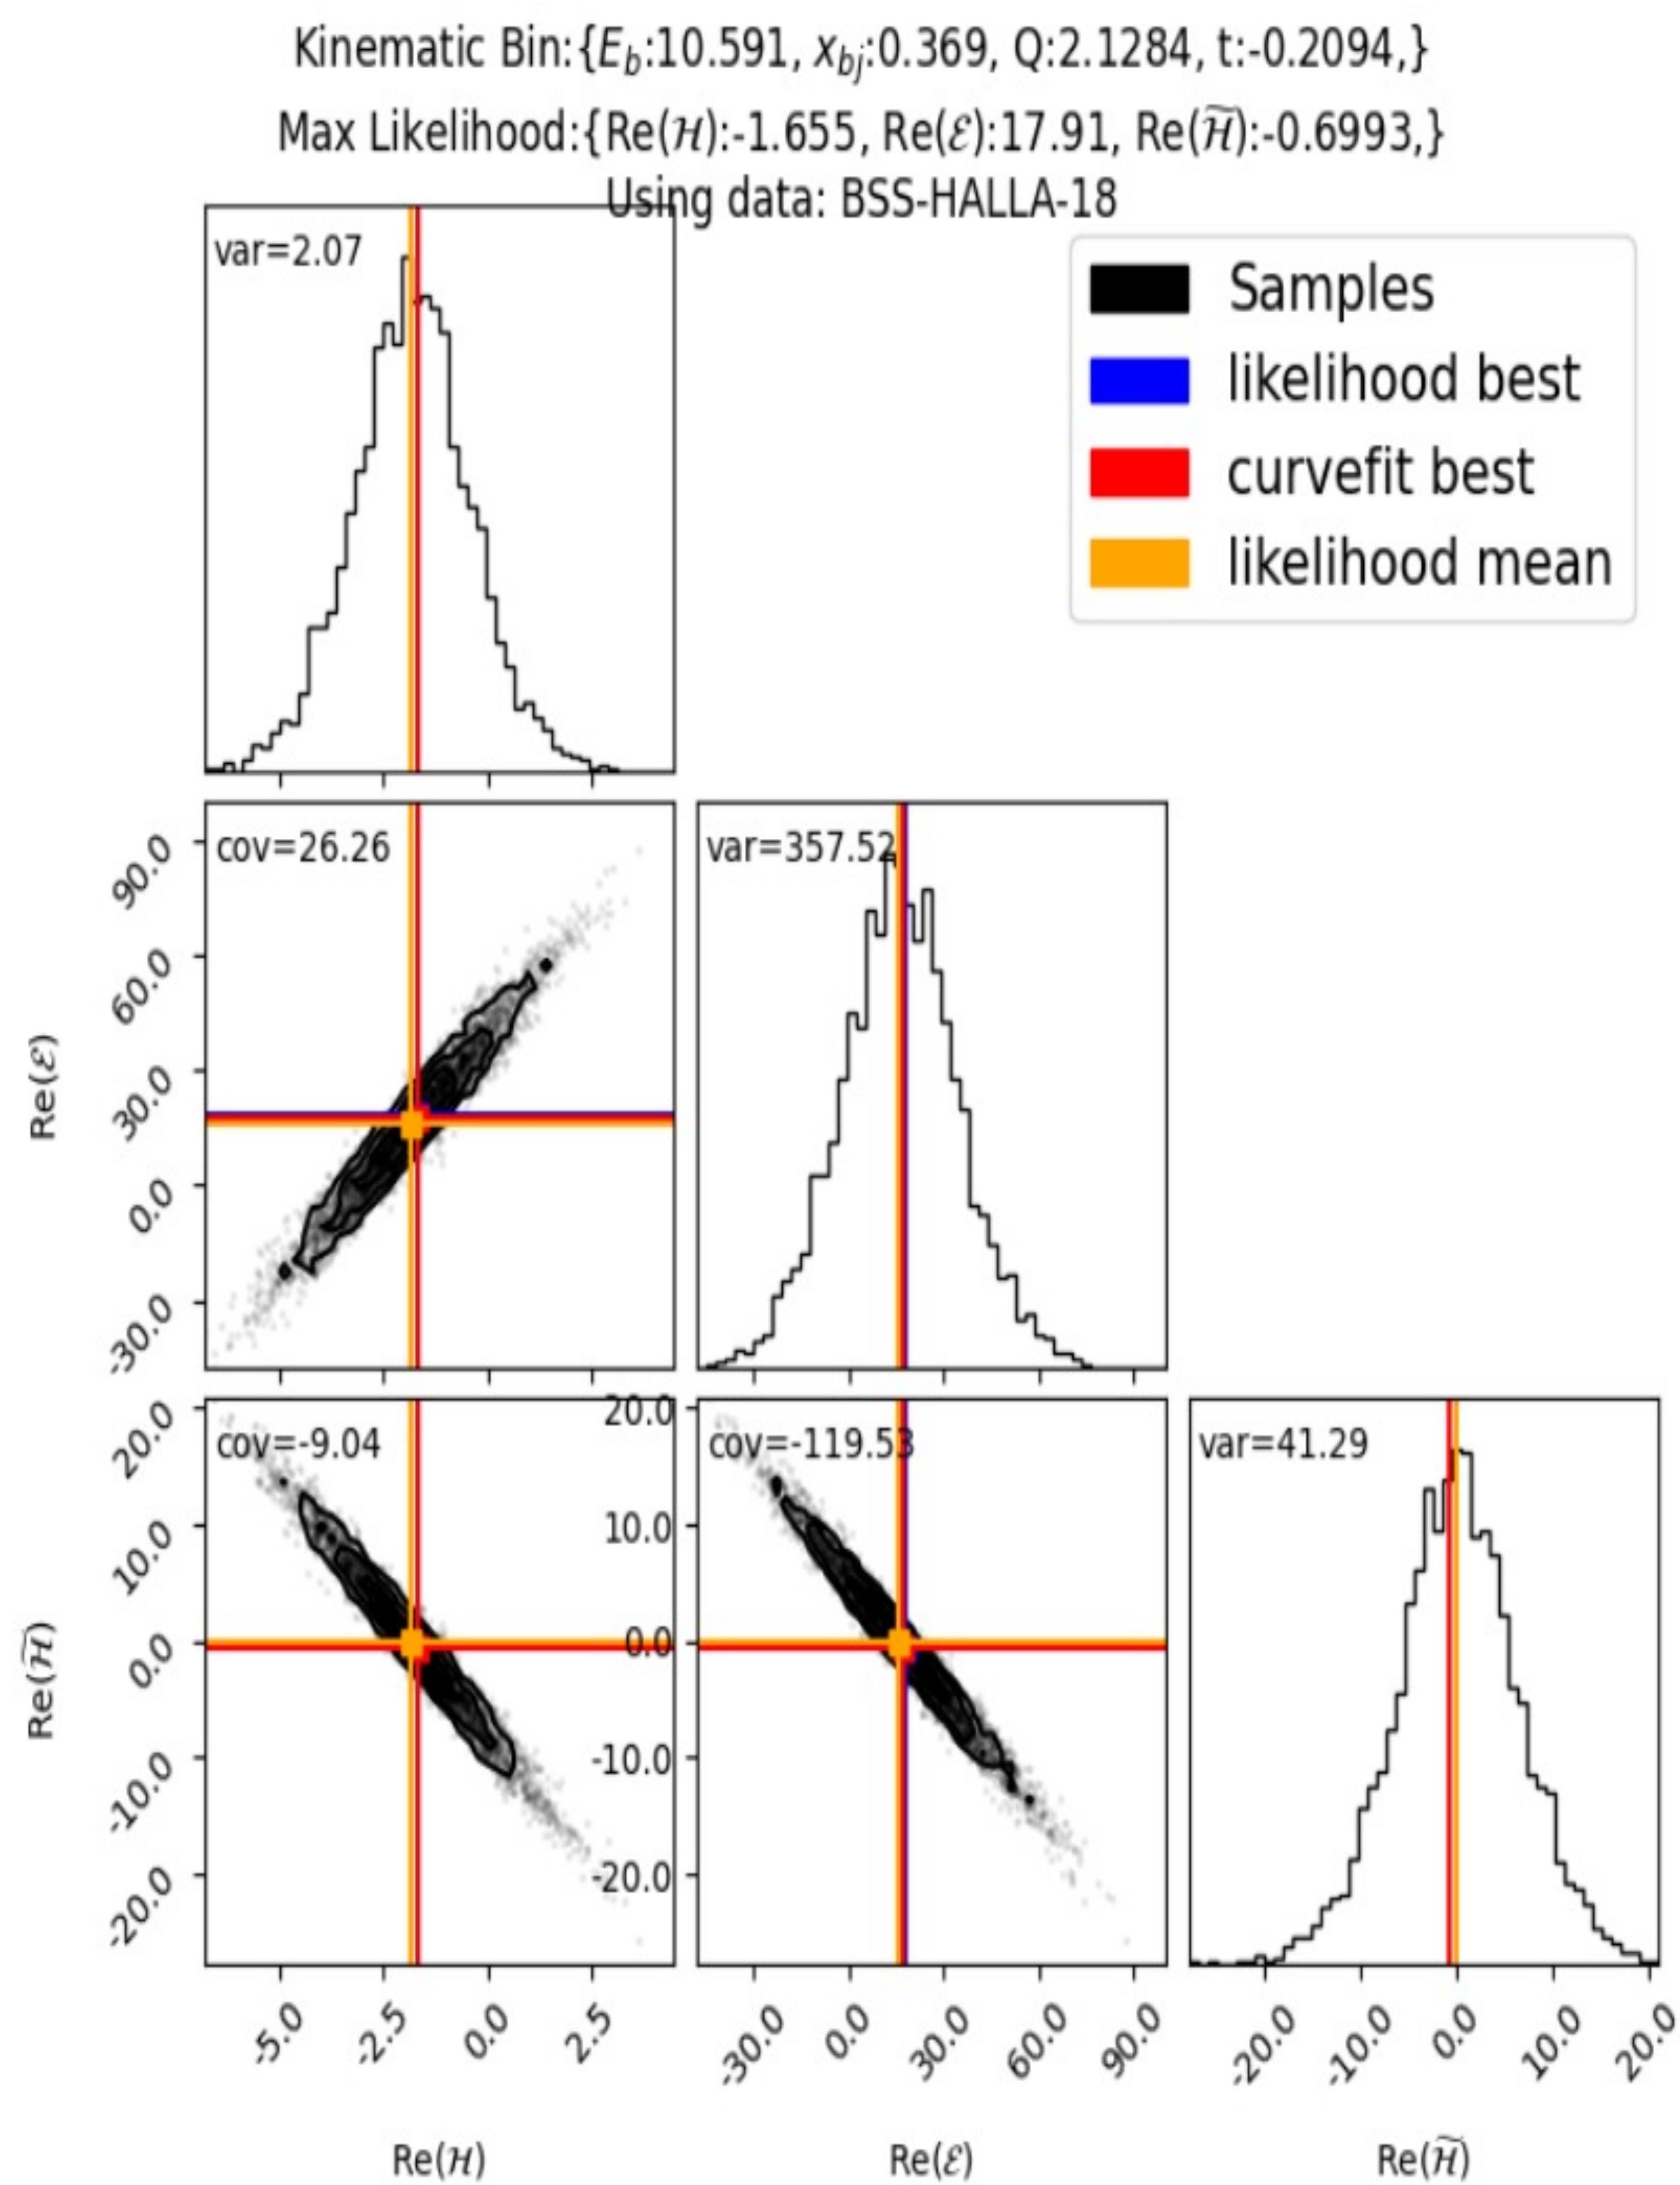 Kinematic Bin:{E_b:10.591, x_bj:0.369, Q:2.1284, t:-0.2094,}
Max Likelihood:{Re(ℋ):-1.655, Re(ℰ):17.91, Re(ℋ̃):-0.6993,}
Using data: BSS-HALLA-18
var=2.07
Samples
likelihood best
curvefit best
likelihood mean
cov=26.26
var=357.52
90.0
60.0
30.0
0.0
-30.0
Re(ℰ)
cov=-9.04
cov=-119.53
var=41.29
20.0
10.0
0.0
-10.0
-20.0
Re(ℋ̃)
20.0
10.0
0.0
-10.0
-20.0
-5.0 -2.5 0.0 2.5
-30.0 0.0 30.0 60.0 90.0
-20.0 -10.0 0.0 10.0 20.0
Re(ℋ) Re(ℰ) Re(ℋ̃)